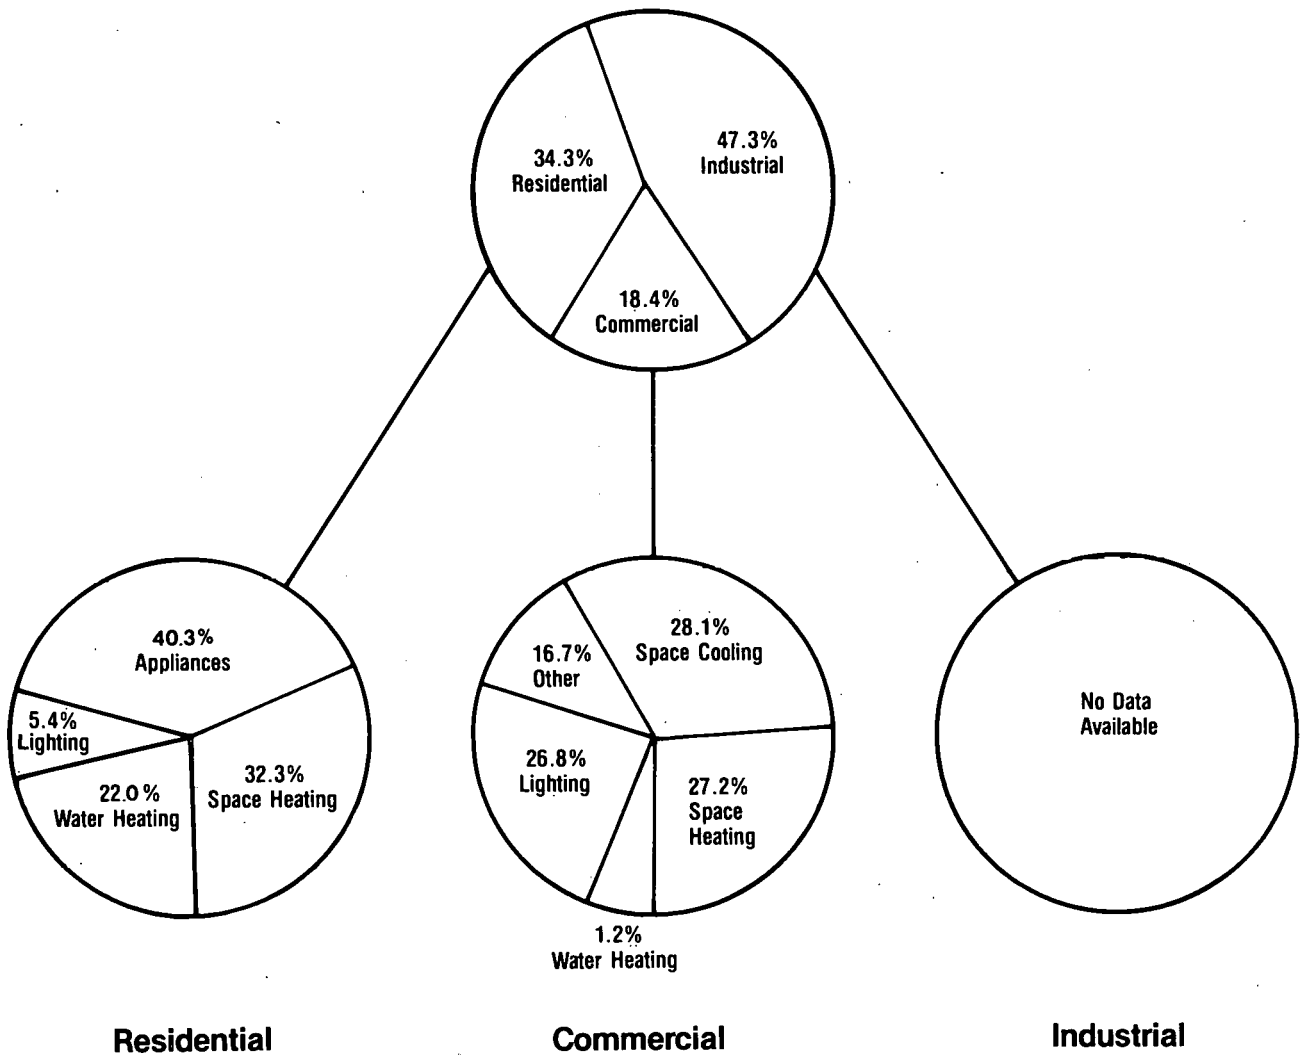 47.3%
Industrial
34.3%
Residential
18.4%
Commercial
40.3%
Appliances
5.4%
Lighting
22.0%
Water Heating
32.3%
Space Heating
28.1%
Space Cooling
16.7%
Other
26.8%
Lighting
27.2%
Space
Heating
1.2%
Water Heating
No Data
Available
Residential
Commercial
Industrial